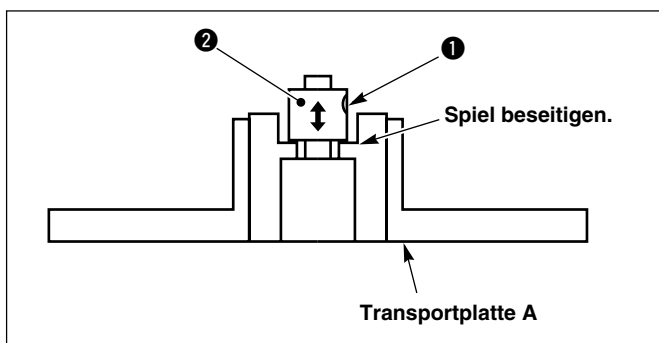 ❷ ❶
Spiel beseitigen.
Transportplatte A